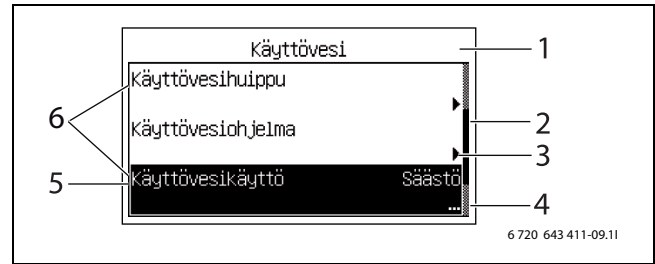 Käyttövesi
1
Käyttövesihuippu
6
2
Käyttövesiohjelma
3
5
Käyttövesikäyttö Säästö
...
4
6 720 643 411-09.1I